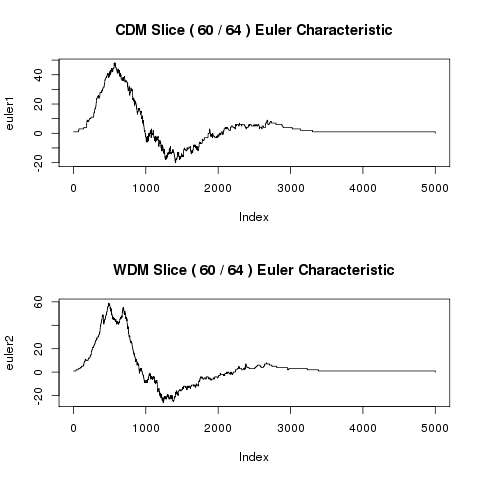 CDM Slice ( 60 / 64 ) Euler Characteristic
euler1
40
20
0
-20
0 1000 2000 3000 4000 5000
Index
WDM Slice ( 60 / 64 ) Euler Characteristic
euler2
60
20
0
-20
0 1000 2000 3000 4000 5000
Index